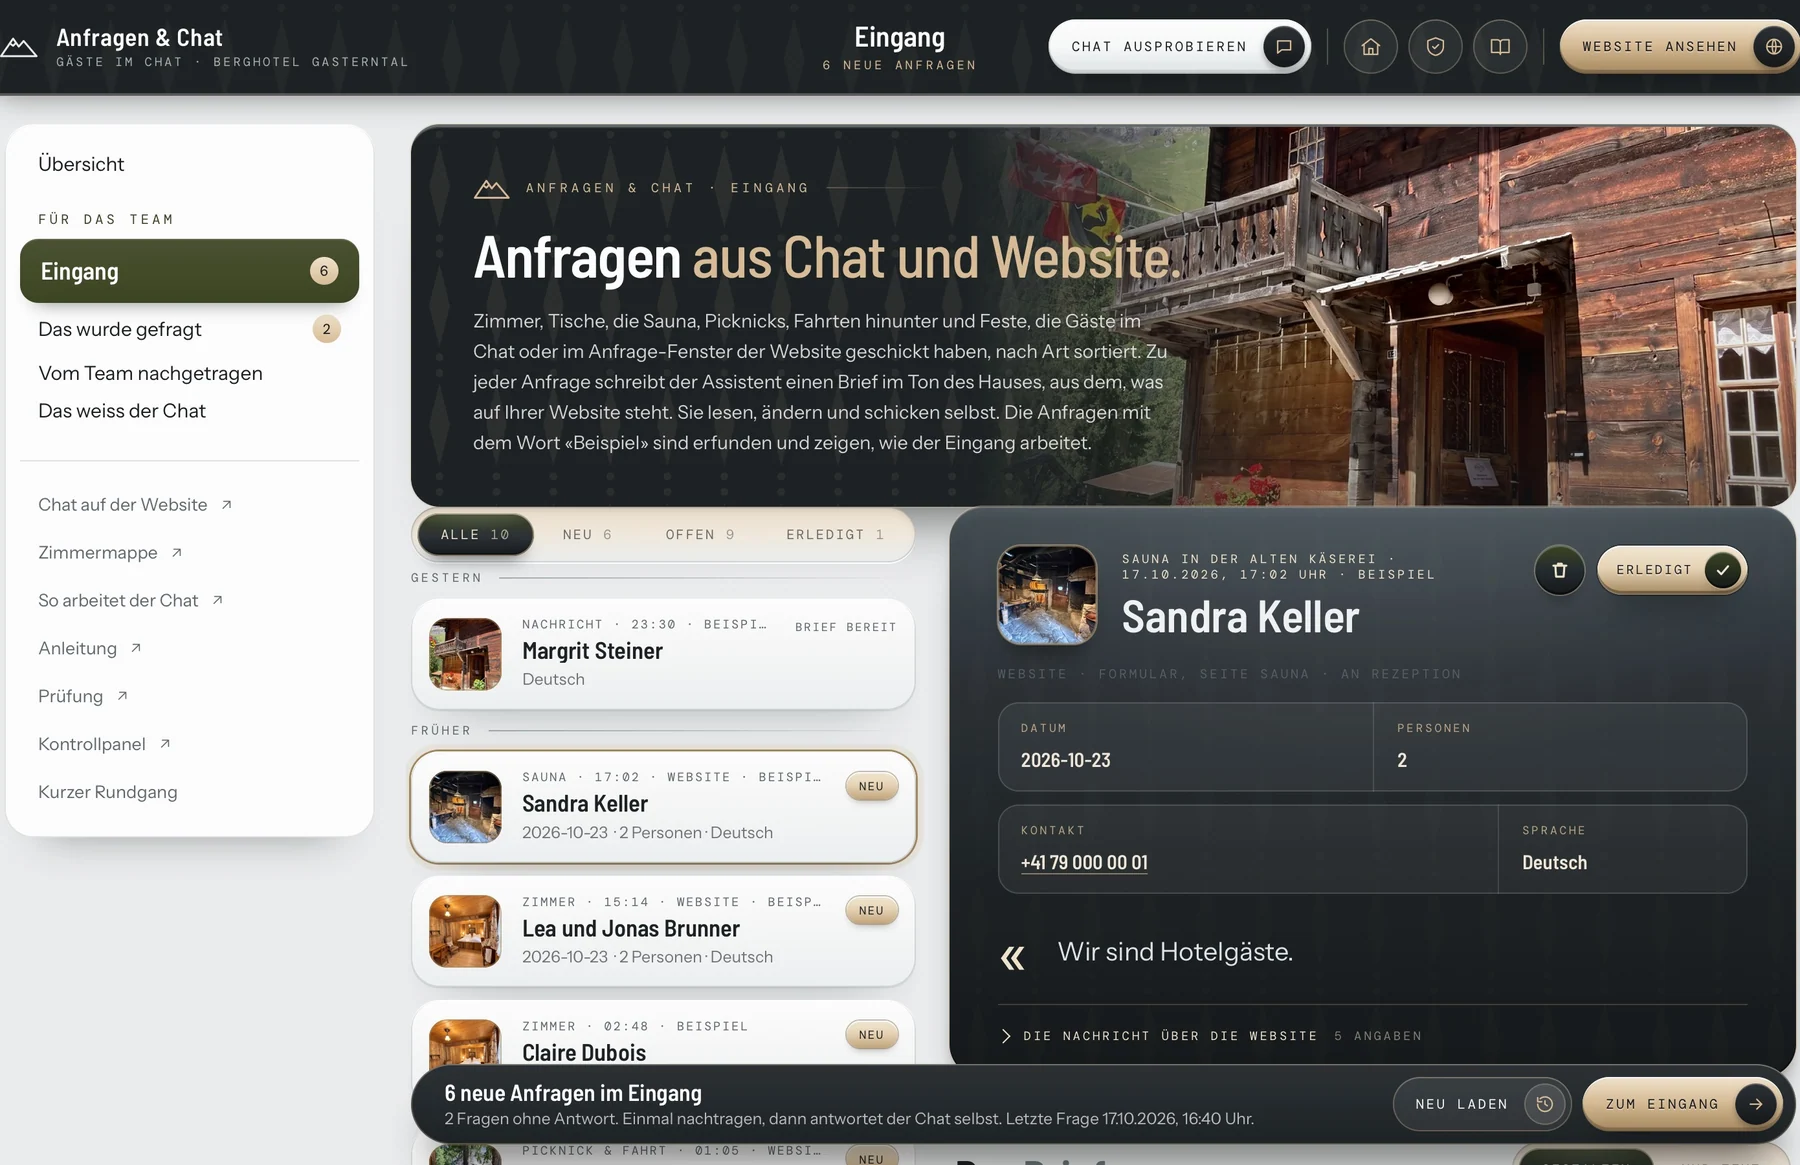 Anfragen & Chat
GÄSTE IM CHAT · BERGHOTEL GASTERNTAL
Eingang
6 NEUE ANFRAGEN
CHAT AUSPROBIEREN
WEBSITE ANSEHEN
Übersicht
FÜR DAS TEAM
Eingang 6
Das wurde gefragt 2
Vom Team nachgetragen
Das weiss der Chat
Chat auf der Website
Zimmermappe
So arbeitet der Chat
Anleitung
Prüfung
Kontrollpanel
Kurzer Rundgang
ANFRAGEN & CHAT · EINGANG
Anfragen aus Chat und Website.
Zimmer, Tische, die Sauna, Picknicks, Fahrten hinunter und Feste, die Gäste im
Chat oder im Anfrage-Fenster der Website geschickt haben, nach Art sortiert. Zu
jeder Anfrage schreibt der Assistent einen Brief im Ton des Hauses, aus dem, was
auf Ihrer Website steht. Sie lesen, ändern und schicken selbst. Die Anfragen mit
dem Wort «Beispiel» sind erfunden und zeigen, wie der Eingang arbeitet.
ALLE 10 NEU 6 OFFEN 9 ERLEDIGT 1
GESTERN
NACHRICHT · 23:30 · BEISPI… BRIEF BEREIT
Margrit Steiner
Deutsch
FRÜHER
SAUNA · 17:02 · WEBSITE · BEISPI… NEU
Sandra Keller
2026-10-23 · 2 Personen · Deutsch
ZIMMER · 15:14 · WEBSITE · BEISP… NEU
Lea und Jonas Brunner
2026-10-23 · 2 Personen · Deutsch
ZIMMER · 02:48 · BEISPIEL NEU
Claire Dubois
PICKNICK & FAHRT · 01:05 · WEBSI… NEU
SAUNA IN DER ALTEN KÄSEREI ·
17.10.2026, 17:02 UHR · BEISPIEL
Sandra Keller
ERLEDIGT
WEBSITE · FORMULAR, SEITE SAUNA · AN REZEPTION
DATUM
2026-10-23
PERSONEN
2
KONTAKT
+41 79 000 00 01
SPRACHE
Deutsch
« Wir sind Hotelgäste.
DIE NACHRICHT ÜBER DIE WEBSITE 5 ANGABEN
6 neue Anfragen im Eingang
2 Fragen ohne Antwort. Einmal nachtragen, dann antwortet der Chat selbst. Letzte Frage 17.10.2026, 16:40 Uhr.
NEU LADEN
ZUM EINGANG